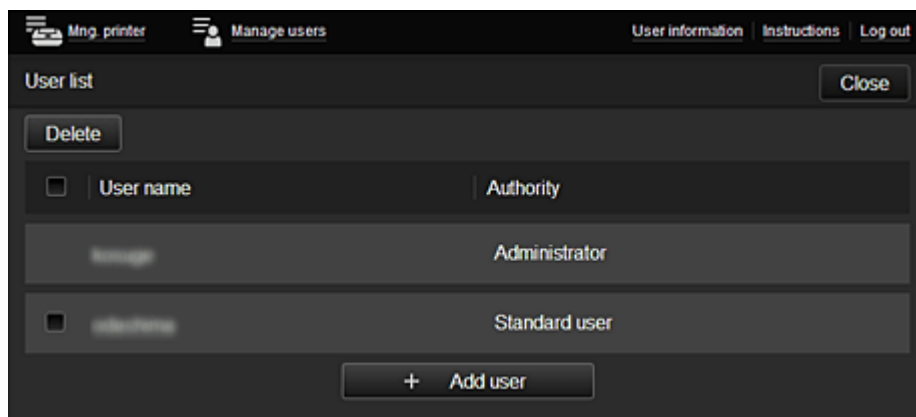 Mng. printer Manage users User information Instructions Log out
User list Close
Delete
User name Authority
Administrator
Standard user
+ Add user